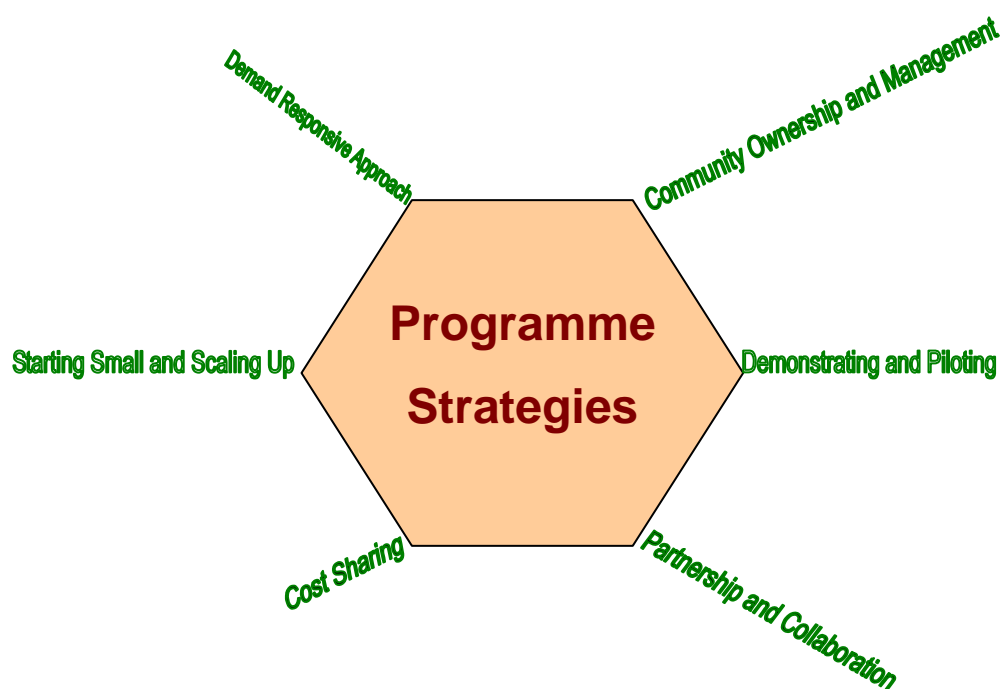 Demand Responsive Approach
Community Ownership and Management
Programme
Strategies
Starting Small and Scaling Up
Demonstrating and Piloting
Cost Sharing
Partnership and Collaboration